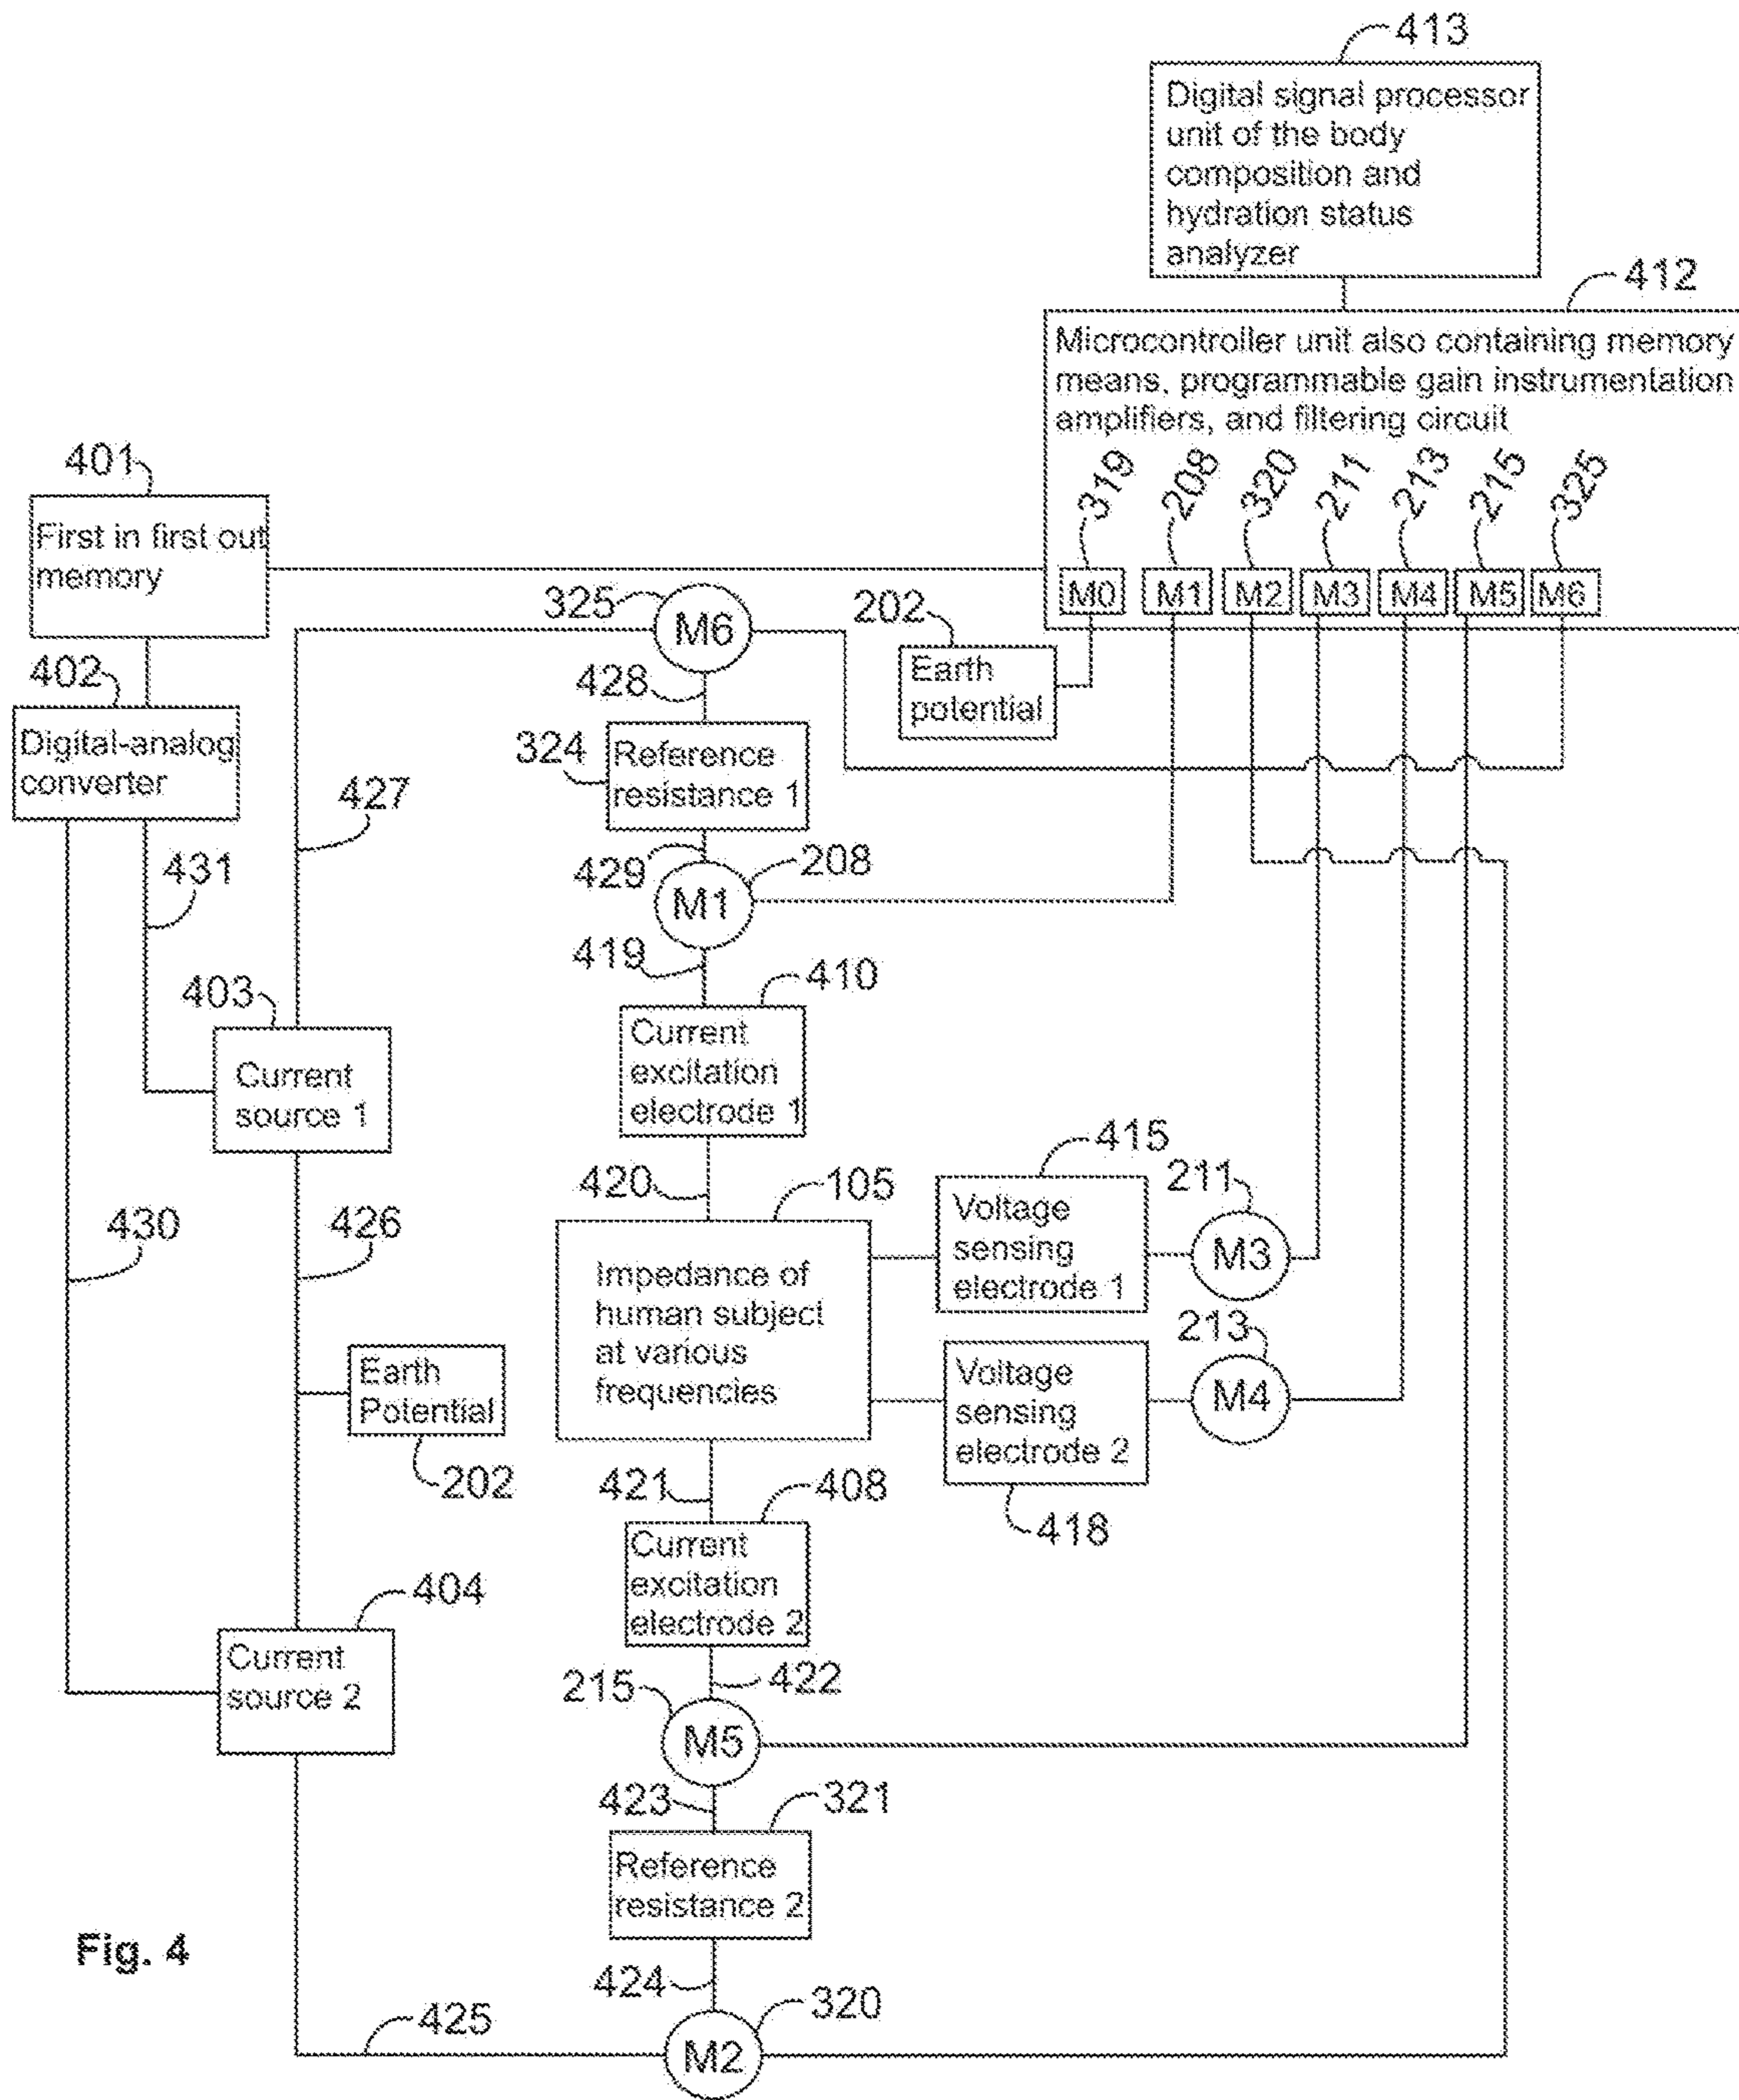 413
Digital signal processor
unit of the body
composition and
hydration status
analyzer
412
Microcontroller unit also containing memory
means, programmable gain instrumentation
amplifiers, and filtering circuit
319
208
320
211
213
215
325
M0
M1
M2
M3
M4
M5
M6
401
First in first out
memory
402
Digital-analog
converter
325
M6
202
Earth
potential
428
324
Reference
resistance 1
427
431
429
208
M1
419
410
403
Current
source 1
Current
excitation
electrode 1
420
105
415
Voltage
sensing
electrode 1
211
M3
430
426
Impedance of
human subject
at various
frequencies
213
M4
Earth
Potential
202
Voltage
sensing
electrode 2
418
421
408
Current
excitation
electrode 2
404
Current
source 2
422
215
M5
423
321
Reference
resistance 2
Fig. 4
424
320
425
M2